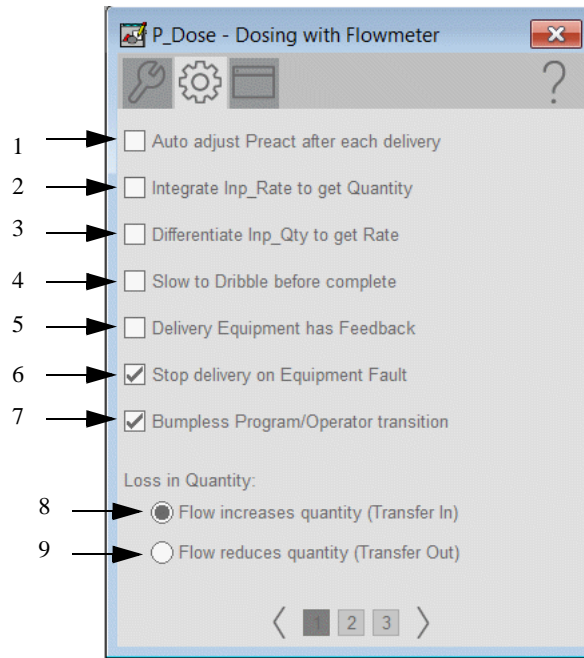 P_Dose - Dosing with Flowmeter
?
1 Auto adjust Preact after each delivery
2 Integrate Inp_Rate to get Quantity
3 Differentiate Inp_Qty to get Rate
4 Slow to Dribble before complete
5 Delivery Equipment has Feedback
6 Stop delivery on Equipment Fault
7 Bumpless Program/Operator transition
Loss in Quantity:
8 Flow increases quantity (Transfer In)
9 Flow reduces quantity (Transfer Out)
1 2 3